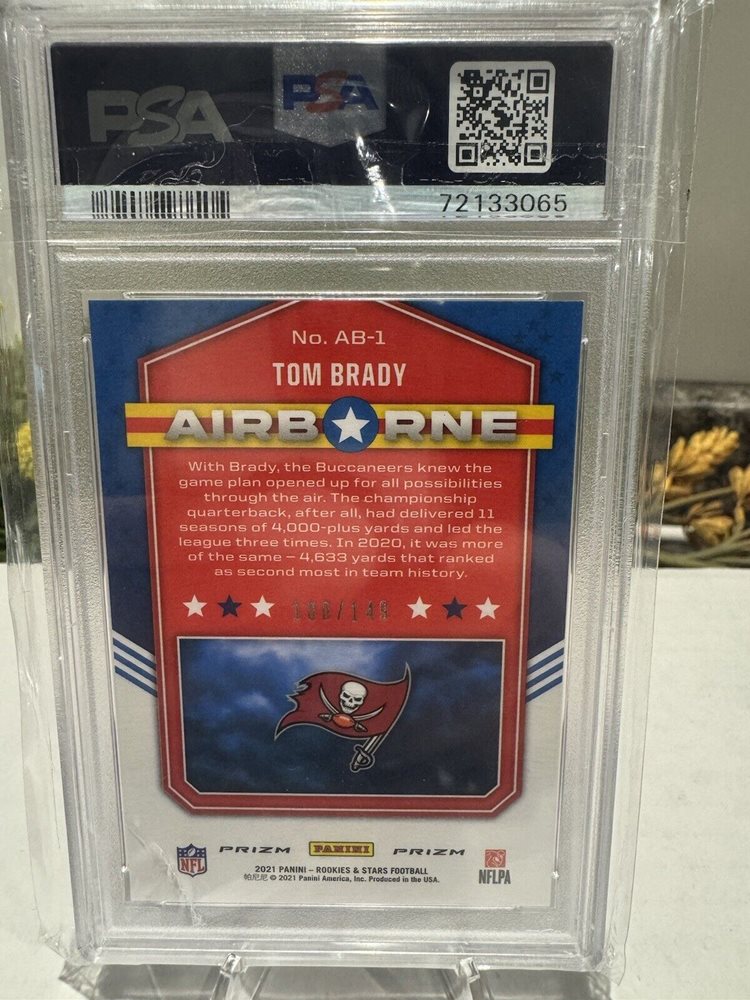 PSA PSA
72133065
No. AB-1
TOM BRADY
AIRBORNE
With Brady, the Buccaneers knew the
game plan opened up for all possibilities
through the air. The championship
quarterback, after all, had delivered 11
seasons of 4,000-plus yards and led the
league three times. In 2020, it was more
of the same – 4,633 yards that ranked
as second most in team history.
/149
NFL PRIZM PANINI PRIZM NFLPA
2021 PANINI – ROOKIES & STARS FOOTBALL
帕尼尼 © 2021 Panini America, Inc. Produced in the USA.